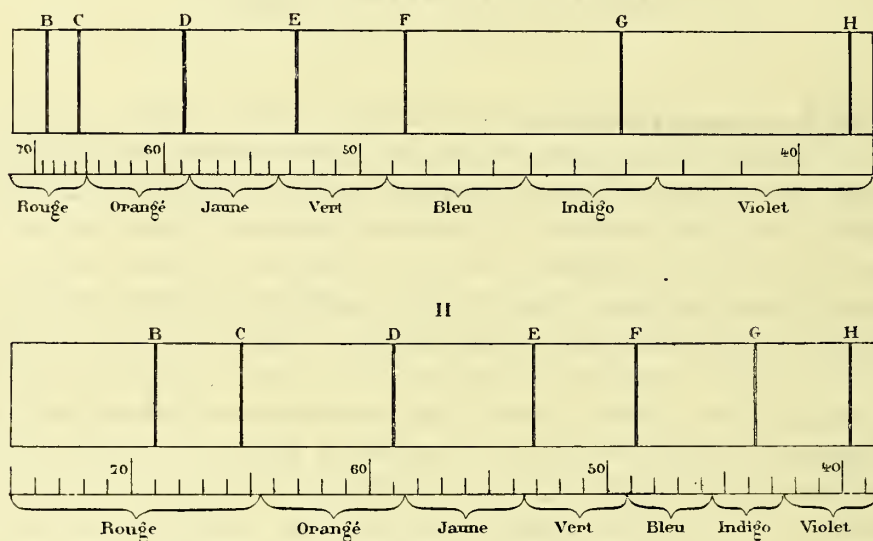 B C D E F G H
70 60 50 40
Rouge Orangé Jaune Vert Bleu Indigo Violet
II
B C D E F G H
70 60 50 40
Rouge Orangé Jaune Vert Bleu Indigo Violet